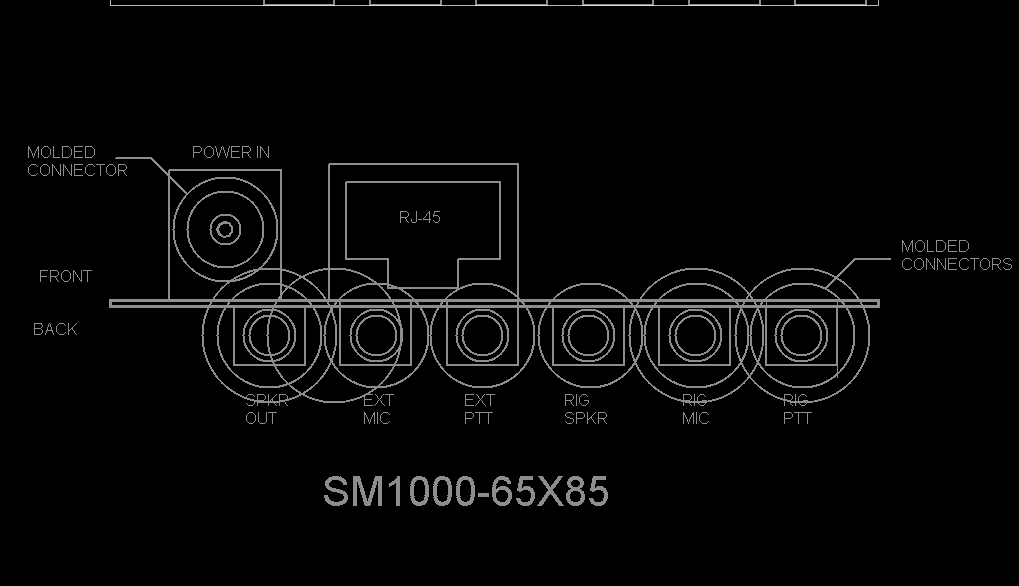 MOLDED
CONNECTOR
POWER IN
RJ-45
MOLDED
CONNECTORS
FRONT
BACK
SPKR
OUT
EXT
MIC
EXT
PTT
RIG
SPKR
RIG
MIC
RIG
PTT
SM1000-65X85